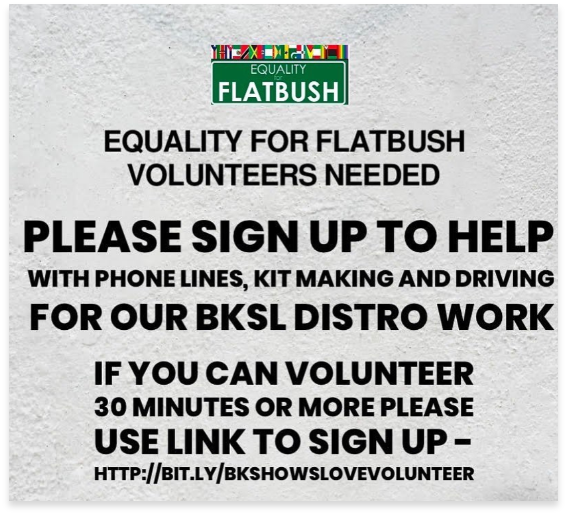 EQUALITY
for
FLATBUSH
EQUALITY FOR FLATBUSH
VOLUNTEERS NEEDED
PLEASE SIGN UP TO HELP
WITH PHONE LINES, KIT MAKING AND DRIVING
FOR OUR BKSL DISTRO WORK
IF YOU CAN VOLUNTEER
30 MINUTES OR MORE PLEASE
USE LINK TO SIGN UP -
HTTP://BIT.LY/BKSHOWSLOVEVOLUNTEER